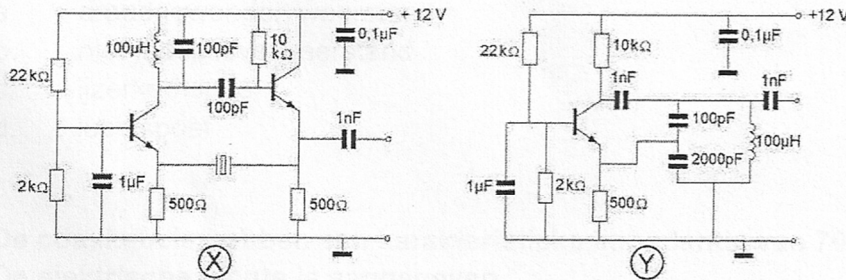 + 12 V
100µH
100pF
10
kΩ
0,1µF
22kΩ
100pF
1nF
2kΩ
1µF
500Ω
500Ω
X
+12 V
22kΩ
10kΩ
0,1µF
1nF
1nF
100pF
100µH
2000pF
1µF
2kΩ
500Ω
Y